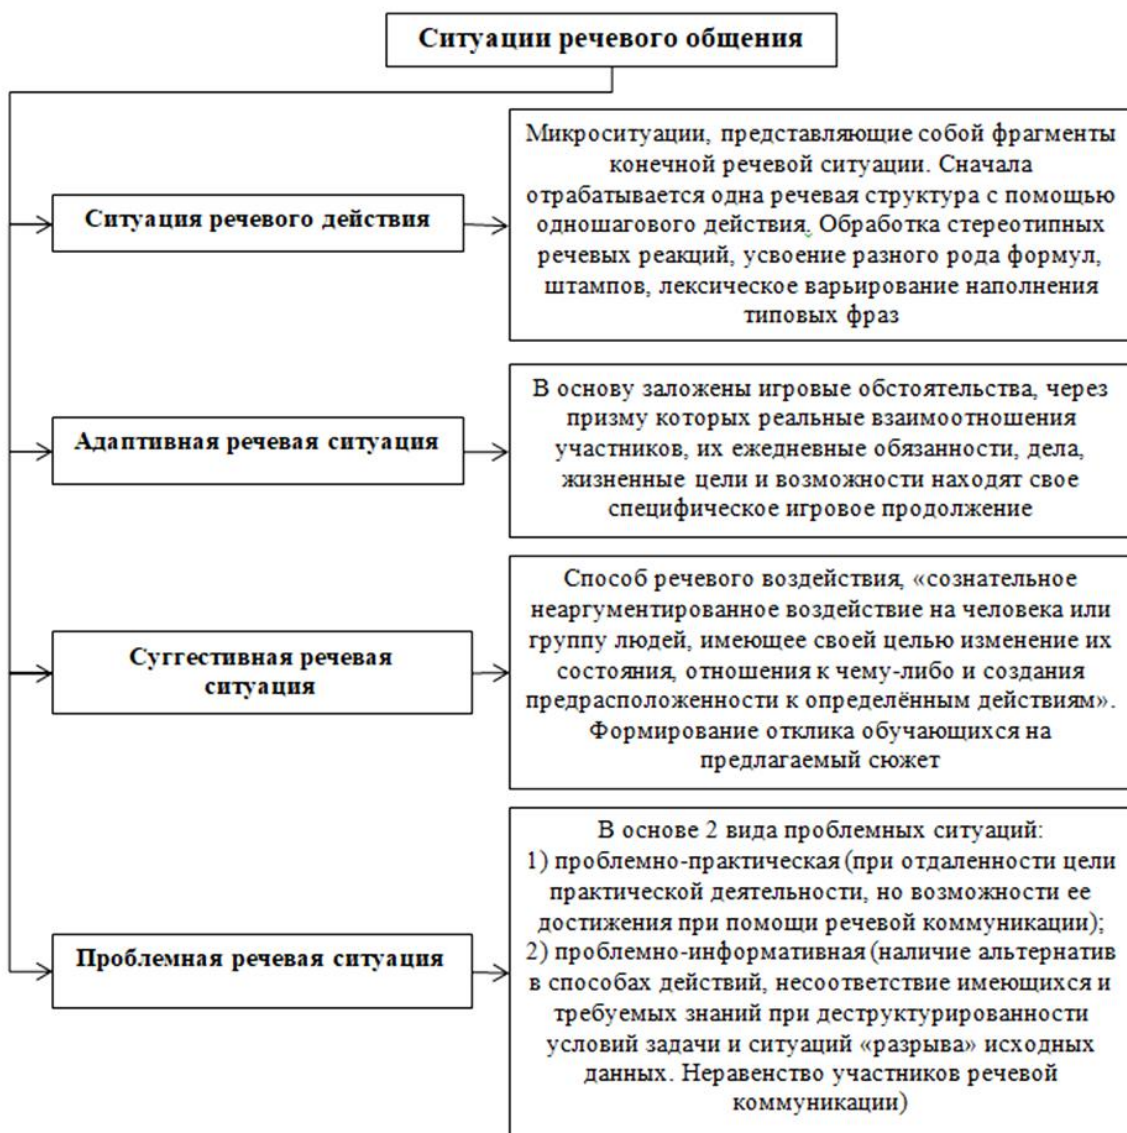 Ситуации речевого общения
Ситуация речевого действия
Микроситуации, представляющие собой фрагменты
конечной речевой ситуации. Сначала
отрабатывается одна речевая структура с помощью
одношагового действия. Обработка стереотипных
речевых реакций, усвоение разного рода формул,
штампов, лексическое варьирование наполнения
типовых фраз
Адаптивная речевая ситуация
В основу заложены игровые обстоятельства, через
призму которых реальные взаимоотношения
участников, их ежедневные обязанности, дела,
жизненные цели и возможности находят свое
специфическое игровое продолжение
Суггестивная речевая
ситуация
Способ речевого воздействия, «сознательное
неаргументированное воздействие на человека или
группу людей, имеющее своей целью изменение их
состояния, отношения к чему-либо и создания
предрасположенности к определённым действиям».
Формирование отклика обучающихся на
предлагаемый сюжет
Проблемная речевая ситуация
В основе 2 вида проблемных ситуаций:
1) проблемно-практическая (при отдаленности цели
практической деятельности, но возможности ее
достижения при помощи речевой коммуникации);
2) проблемно-информативная (наличие альтернатив
в способах действий, несоответствие имеющихся и
требуемых знаний при деструктурированности
условий задачи и ситуаций «разрыва» исходных
данных. Неравенство участников речевой
коммуникации)